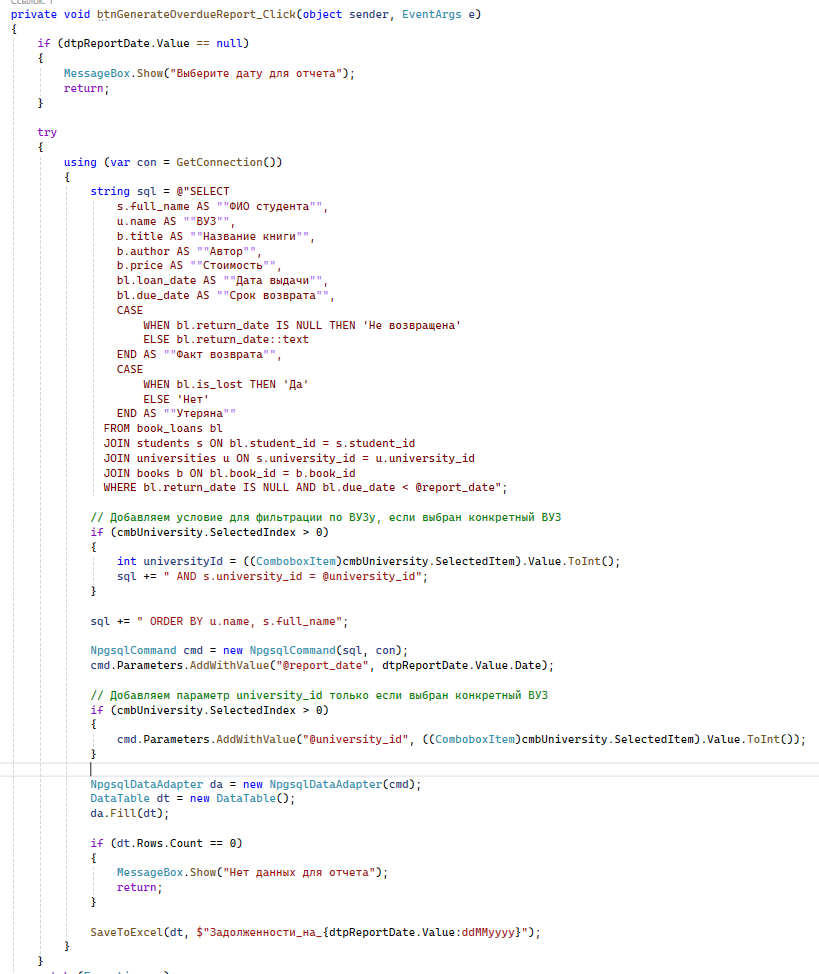 private void btnGenerateOverdueReport_Click(object sender, EventArgs e)
{
if (dtpReportDate.Value == null)
{
MessageBox.Show("Выберите дату для отчета");
return;
}
try
{
using (var con = GetConnection())
{
string sql = @"SELECT
s.full_name AS ""ФИО студента"",
u.name AS ""ВУЗ"",
b.title AS ""Название книги"",
b.author AS ""Автор"",
b.price AS ""Стоимость"",
bl.loan_date AS ""Дата выдачи"",
bl.due_date AS ""Срок возврата"",
CASE
WHEN bl.return_date IS NULL THEN 'Не возвращена'
ELSE bl.return_date::text
END AS ""Факт возврата"",
CASE
WHEN bl.is_lost THEN 'Да'
ELSE 'Нет'
END AS ""Утеряна""
FROM book_loans bl
JOIN students s ON bl.student_id = s.student_id
JOIN universities u ON s.university_id = u.university_id
JOIN books b ON bl.book_id = b.book_id
WHERE bl.return_date IS NULL AND bl.due_date < @report_date";
// Добавляем условие для фильтрации по ВУЗу, если выбран конкретный ВУЗ
if (cmbUniversity.SelectedIndex > 0)
{
int universityId = ((ComboboxItem)cmbUniversity.SelectedItem).Value.ToInt();
sql += " AND s.university_id = @university_id";
}
sql += " ORDER BY u.name, s.full_name";
NpgsqlCommand cmd = new NpgsqlCommand(sql, con);
cmd.Parameters.AddWithValue("@report_date", dtpReportDate.Value.Date);
// Добавляем параметр university_id только если выбран конкретный ВУЗ
if (cmbUniversity.SelectedIndex > 0)
{
cmd.Parameters.AddWithValue("@university_id", ((ComboboxItem)cmbUniversity.SelectedItem).Value.ToInt());
}
NpgsqlDataAdapter da = new NpgsqlDataAdapter(cmd);
DataTable dt = new DataTable();
da.Fill(dt);
if (dt.Rows.Count == 0)
{
MessageBox.Show("Нет данных для отчета");
return;
}
SaveToExcel(dt, $"Задолженности_на_{dtpReportDate.Value:ddMMyyyy}");
}
}